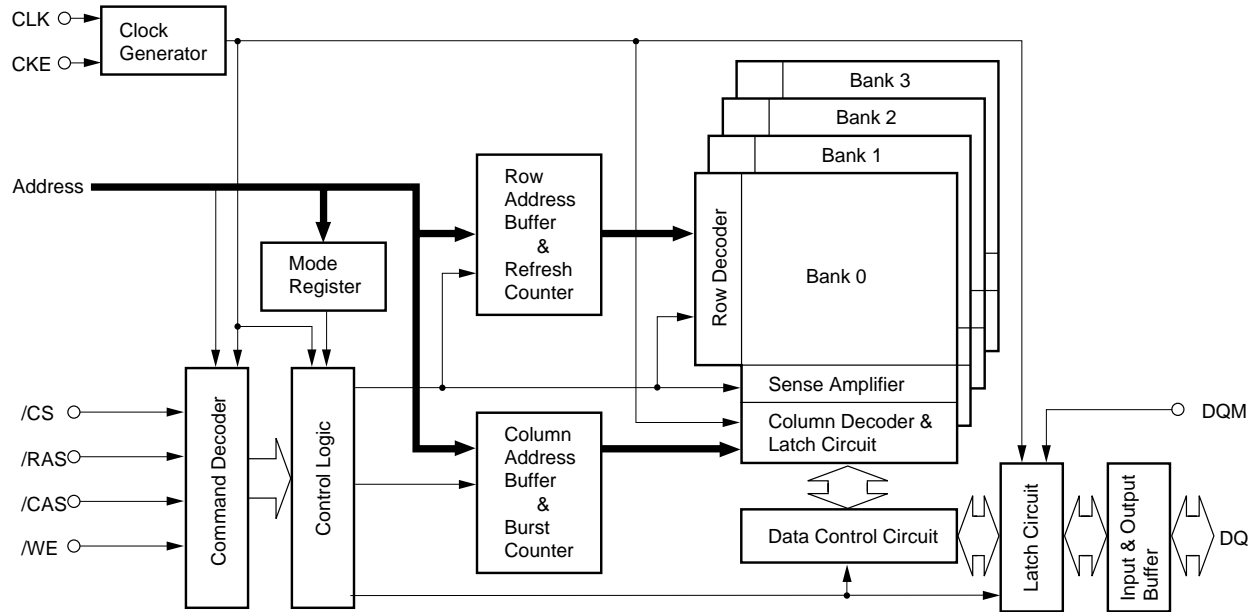 CLK
CKE
Clock
Generator
Bank 3
Bank 2
Bank 1
Address
Row
Address
Buffer
&
Refresh
Counter
Row Decoder
Bank 0
Mode
Register
Sense Amplifier
Column Decoder &
Latch Circuit
/CS
/RAS
/CAS
/WE
Command Decoder
Control Logic
Column
Address
Buffer
&
Burst
Counter
Data Control Circuit
DQM
Latch Circuit
Input & Output
Buffer
DQ